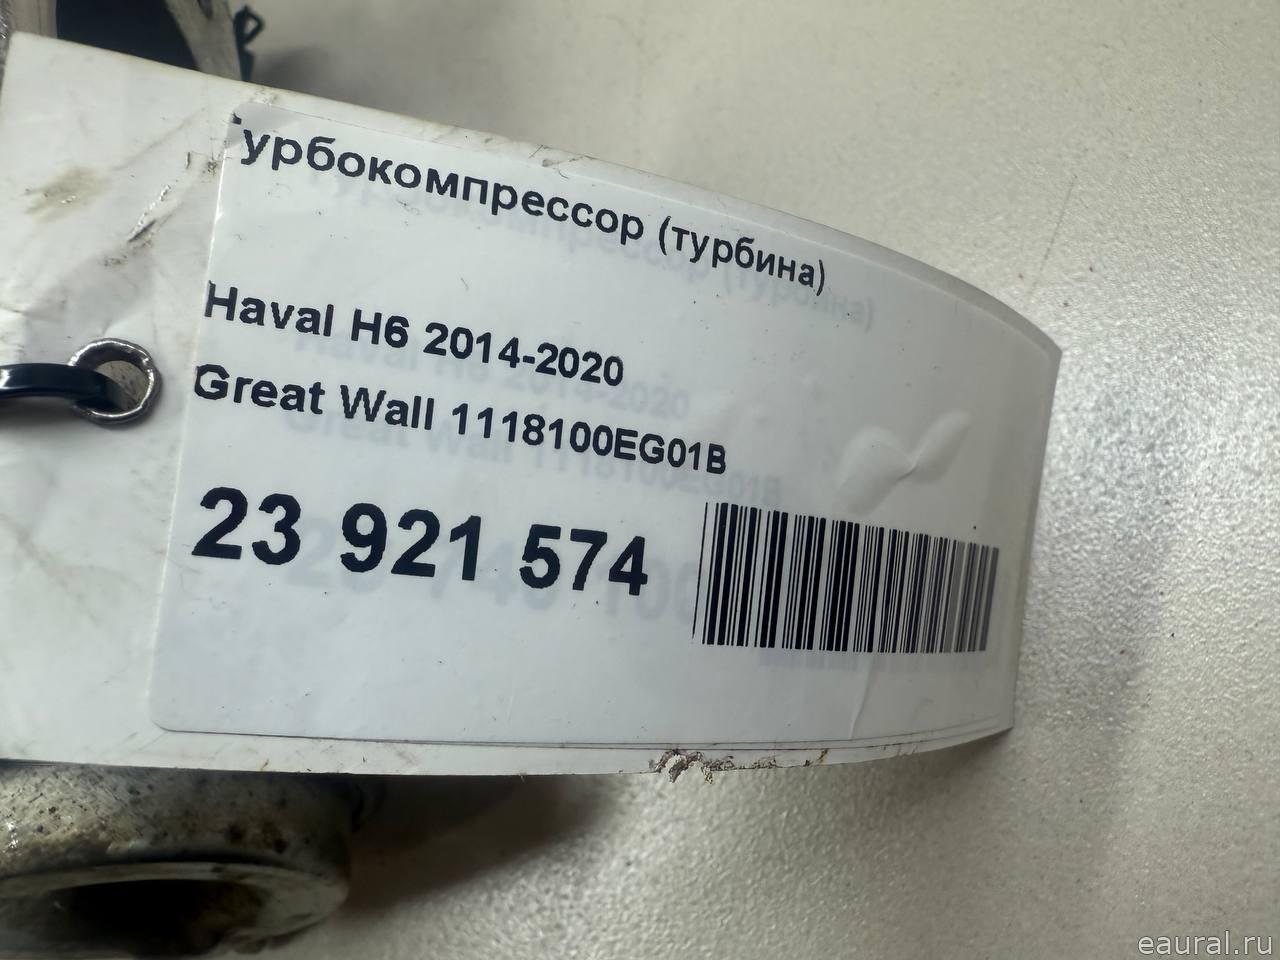 Турбокомпрессор (турбина)
Haval H6 2014-2020
Great Wall 1118100EG01B
23 921 574
eaural.ru